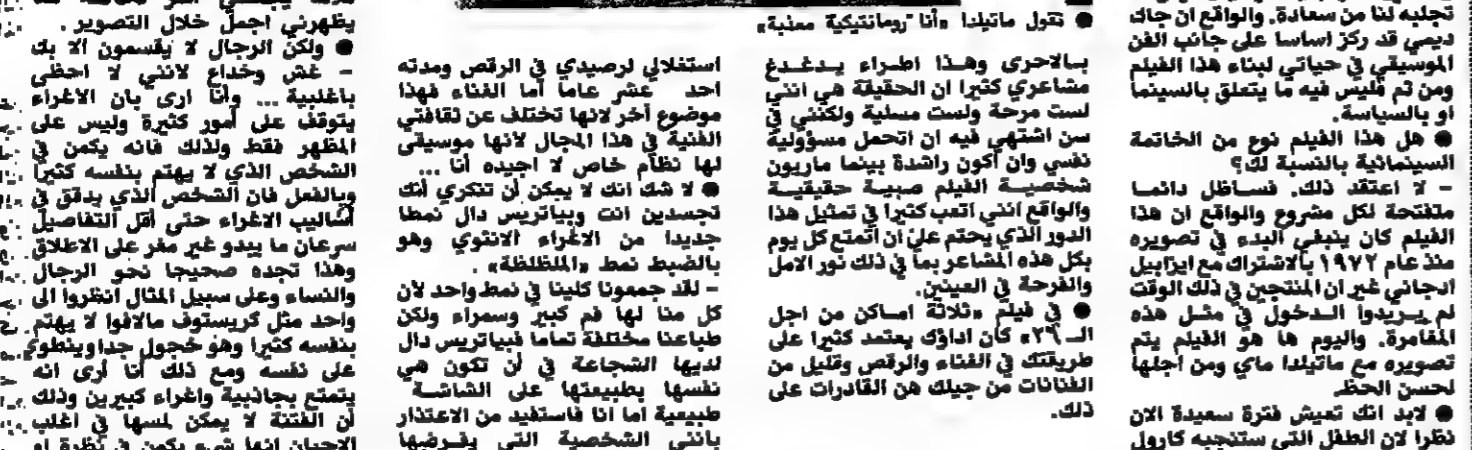 تجلبه لنا من سعادة. والواقع ان جاك
ديمي قد ركز اساسا على جانب الفن
الموسيقي في حياتي لبناء هذا الفيلم
ومن ثم فليس فيه ما يتعلق بالسينما
او بالسياسة.
● هل هذا الفيلم نوع من الخاتمة
السينمائية بالنسبة لك؟
- لا اعتقد ذلك. فساظل دائما
متفتحة لكل مشروع والواقع ان هذا
الفيلم كان ينبغي البدء في تصويره
منذ عام ١٩٧٢ بالاشتراك مع ايزابيل
ادجاني غير ان المنتجين في ذلك الوقت
لم يريدوا الدخول في مثل هذه
المغامرة. واليوم ها هو الفيلم يتم
تصويره مع ماتيلدا ماي ومن اجلها
لحسن الحظ
● لابد انك تعيش فترة سعيدة الان
نظرا لان الطفل التي ستنجبه كارول
● تقول ماتيلدا «أنا رومانتيكية معذبة»
بالاحرى وهذا اطراء يدغدغ
مشاعري كثيرا ان الحقيقة هي انني
لست مرحة ولست مسلية ولكنني في
سن اشتهي فيه ان اتحمل مسؤولية
نفسي وان أكون راشدة بينما ماريون
شخصية الفيلم صبية حقيقية
والواقع انني اتعب كثيرا في تمثيل هذا
الدور الذي يحتم علي ان أتمتع كل يوم
بكل هذه المشاعر بما في ذلك نور الامل
والفرحة في العينين.
● في فيلم «ثلاثة اماكن من اجل
الـ ٢٦» كان اداؤك يعتمد كثيرا على
طريقتك في الغناء والرقص وقليل من
الفنانات من جيلك هن القادرات على
ذلك.
استغلالي لرصيدي في الرقص ومدته
احد عشر عاما أما الغناء فهذا
موضوع أخر لانها تختلف عن ثقافتي
الفنية في هذا المجال لانها موسيقى
لها نظام خاص لا اجيده أنا ...
● لا شك انك لا يمكن أن تنكري أنك
تجسدين انت وبياتريس دال نمطا
جديدا من الاغراء الانثوي وهو
بالضبط نمط «الملظلظة» .
- لقد جمعونا كلينا في نمط واحد لأن
كل منا لها فم كبير وسمراء ولكن
طباعنا مختلفة تماما فبياتريس دال
لديها الشجاعة في أن تكون هي
نفسها بطبيعتها على الشاشة
طبيعية اما انا فاستفيد من الاعتذار
بانني الشخصية التي يفرضها
يظهرني اجمل خلال التصوير .
● ولكن الرجال لا يقسمون الا بك
- غش وخداع لانني لا احظى
باغلبية ... وأنا ارى بأن الاغراء
يتوقف على أمور كثيرة وليس على
المظهر فقط ولذلك فانه يكمن في
الشخص الذي لا يهتم بنفسه كثيرا
وبالفعل فان الشخص الذي يدقق في
أساليب الاغراء حتى أقل التفاصيل
سرعان ما يبدو غير مغر على الاطلاق
وهذا تجده صحيحا نحو الرجال
والنساء وعلى سبيل المثال انظروا الى
واحد مثل كريستوف مالافوا لا يهتم
بنفسه كثيرا وهو خجول جدا وينطوي
على نفسه ومع ذلك أنا أرى انه
يتمتع بجاذبية واغراء كبيرين وذلك
لأن الفتنة لا يمكن لمسها في اغلب
الاحيان انها شيء يكمن في نظرة او